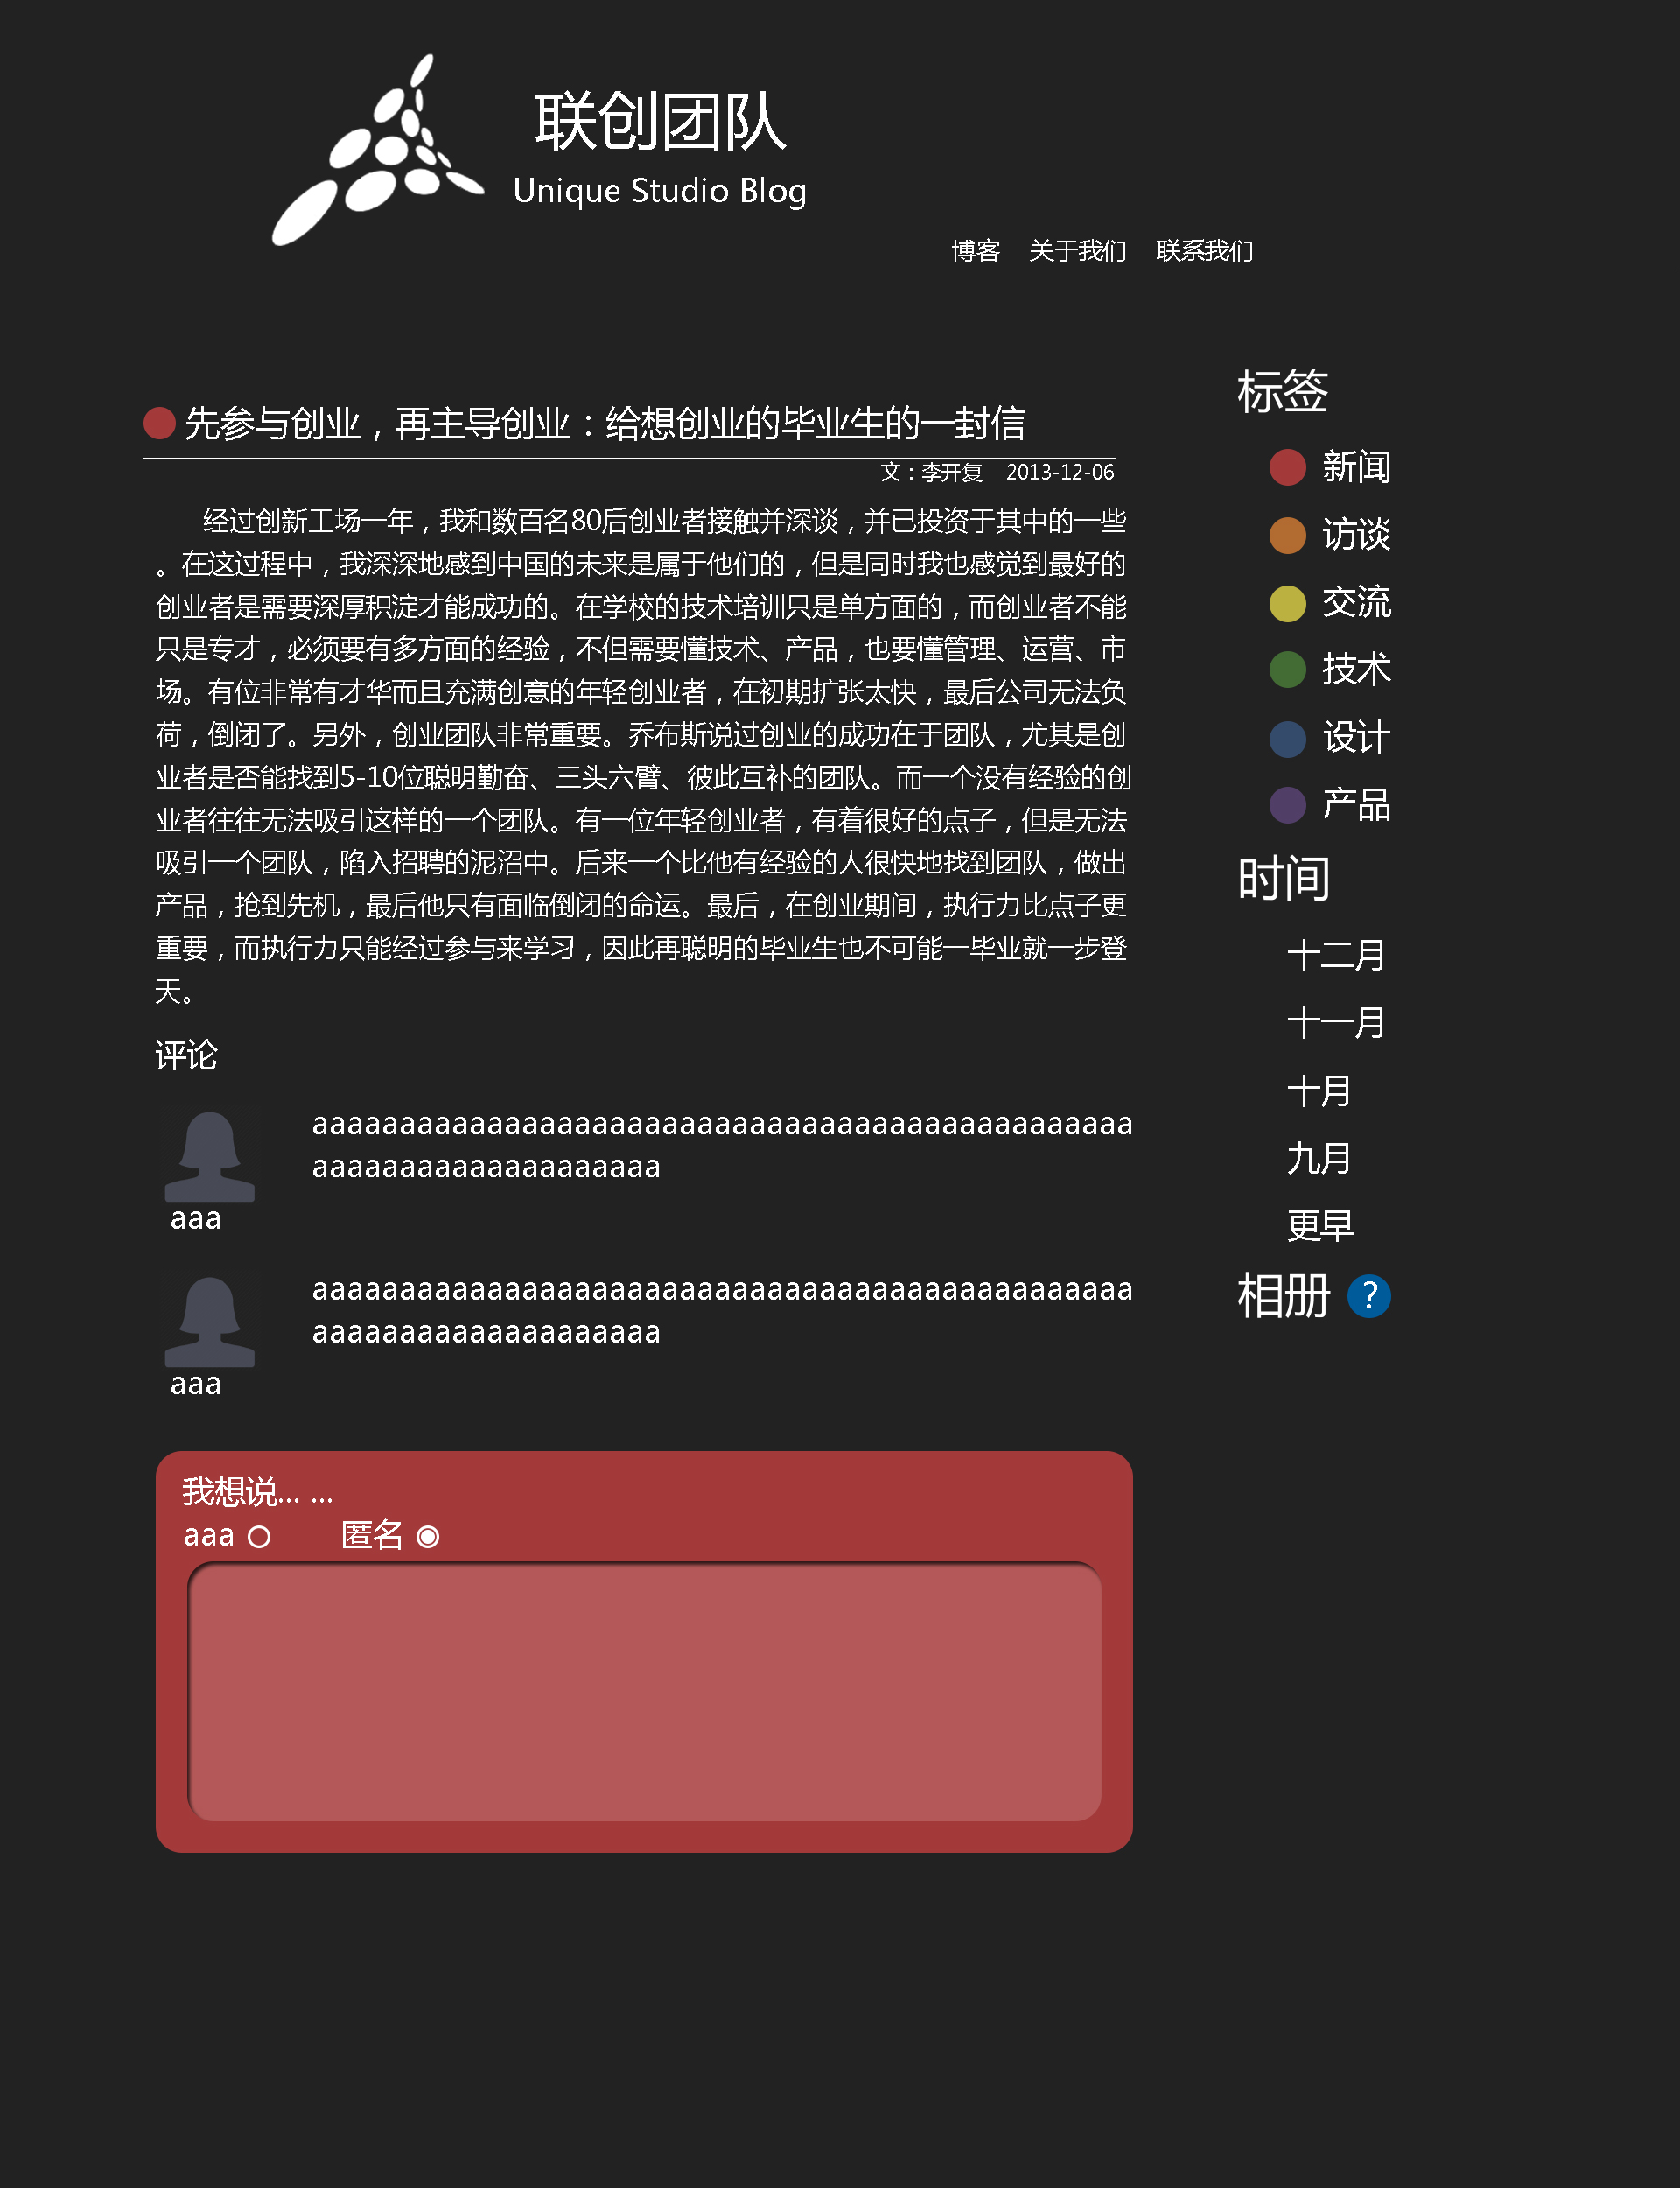 联创团队
Unique Studio Blog
博客 关于我们 联系我们
先参与创业，再主导创业：给想创业的毕业生的一封信
文：李开复 2013-12-06
经过创新工场一年，我和数百名80后创业者接触并深谈，并已投资于其中的一些
。在这过程中，我深深地感到中国的未来是属于他们的，但是同时我也感觉到最好的
创业者是需要深厚积淀才能成功的。在学校的技术培训只是单方面的，而创业者不能
只是专才，必须要有多方面的经验，不但需要懂技术、产品，也要懂管理、运营、市
场。有位非常有才华而且充满创意的年轻创业者，在初期扩张太快，最后公司无法负
荷，倒闭了。另外，创业团队非常重要。乔布斯说过创业的成功在于团队，尤其是创
业者是否能找到5-10位聪明勤奋、三头六臂、彼此互补的团队。而一个没有经验的创
业者往往无法吸引这样的一个团队。有一位年轻创业者，有着很好的点子，但是无法
吸引一个团队，陷入招聘的泥沼中。后来一个比他有经验的人很快地找到团队，做出
产品，抢到先机，最后他只有面临倒闭的命运。最后，在创业期间，执行力比点子更
重要，而执行力只能经过参与来学习，因此再聪明的毕业生也不可能一毕业就一步登
天。
评论
aaaaaaaaaaaaaaaaaaaaaaaaaaaaaaaaaaaaaaaaaaaaaaa
aaaaaaaaaaaaaaaaaaaa
aaa
aaaaaaaaaaaaaaaaaaaaaaaaaaaaaaaaaaaaaaaaaaaaaaa
aaaaaaaaaaaaaaaaaaaa
aaa
我想说... ...
aaa 匿名
标签
新闻
访谈
交流
技术
设计
产品
时间
十二月
十一月
十月
九月
更早
相册 ?